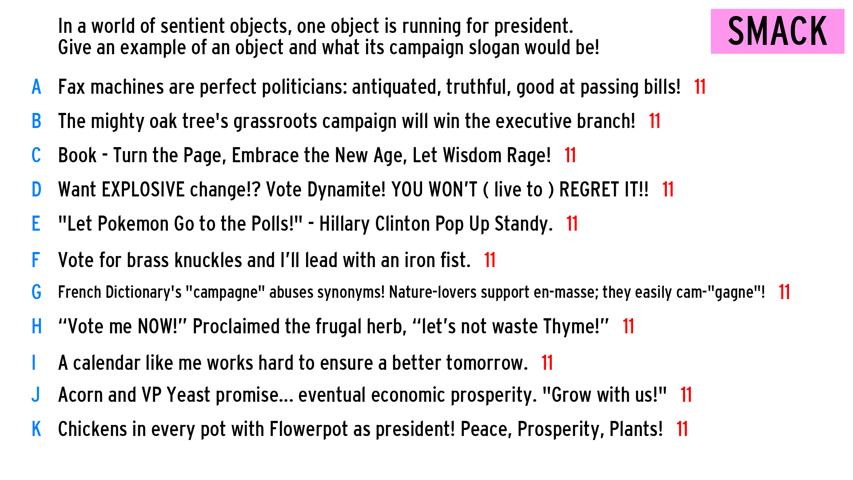 In a world of sentient objects, one object is running for president.
Give an example of an object and what its campaign slogan would be!
SMACK
A Fax machines are perfect politicians: antiquated, truthful, good at passing bills! 11
B The mighty oak tree's grassroots campaign will win the executive branch! 11
C Book - Turn the Page, Embrace the New Age, Let Wisdom Rage! 11
D Want EXPLOSIVE change!? Vote Dynamite! YOU WON'T ( live to ) REGRET IT!! 11
E "Let Pokemon Go to the Polls!" - Hillary Clinton Pop Up Standy. 11
F Vote for brass knuckles and I'll lead with an iron fist. 11
G French Dictionary's "campagne" abuses synonyms! Nature-lovers support en-masse; they easily cam-"gagne"! 11
H “Vote me NOW!” Proclaimed the frugal herb, “let's not waste Thyme!” 11
I A calendar like me works hard to ensure a better tomorrow. 11
J Acorn and VP Yeast promise... eventual economic prosperity. "Grow with us!" 11
K Chickens in every pot with Flowerpot as president! Peace, Prosperity, Plants! 11